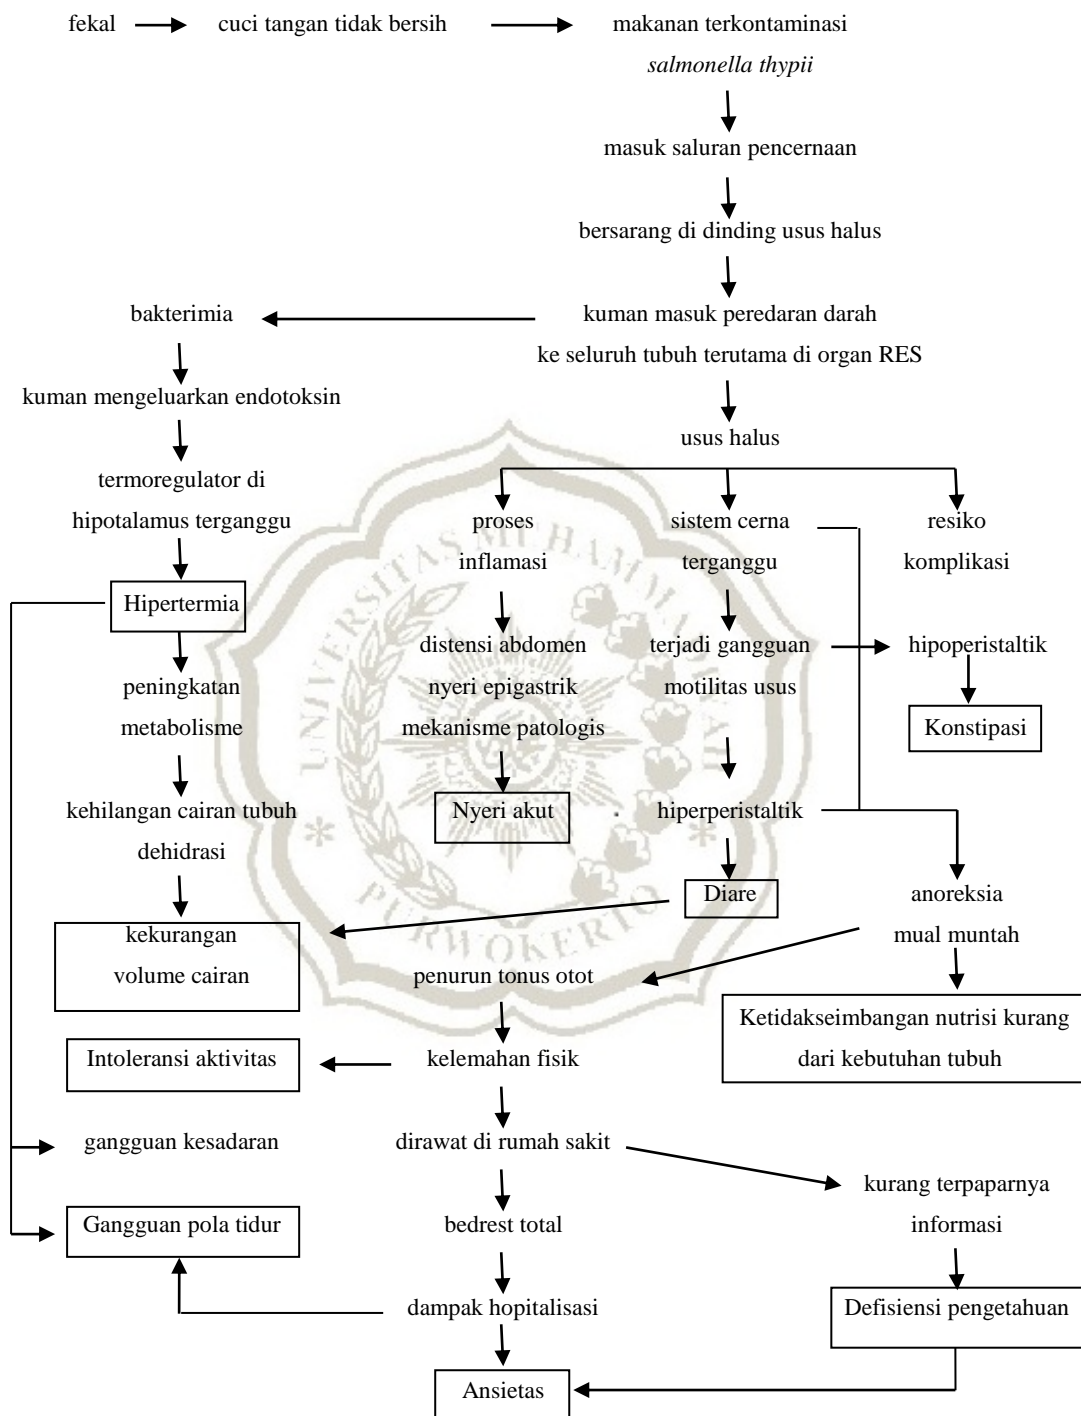 fekal
cuci tangan tidak bersih
makanan terkontaminasi
salmonella thypii
masuk saluran pencernaan
bersarang di dinding usus halus
bakterimia
kuman masuk peredaran darah
ke seluruh tubuh terutama di organ RES
kuman mengeluarkan endotoksin
usus halus
termoregulator di
hipotalamus terganggu
proses
inflamasi
sistem cerna
terganggu
resiko
komplikasi
Hipertermia
distensi abdomen
nyeri epigastrik
mekanisme patologis
terjadi gangguan
motilitas usus
hipoperistaltik
peningkatan
metabolisme
Konstipasi
kehilangan cairan tubuh
dehidrasi
Nyeri akut
hiperperistaltik
Diare
anoreksia
mual muntah
kekurangan
volume cairan
penurun tonus otot
Ketidakseimbangan nutrisi kurang
dari kebutuhan tubuh
Intoleransi aktivitas
kelemahan fisik
gangguan kesadaran
dirawat di rumah sakit
kurang terpaparnya
informasi
Gangguan pola tidur
bedrest total
dampak hopitalisasi
Defisiensi pengetahuan
Ansietas
UNIVERSITAS MUHAMMADIYAH
PURWOKERTO